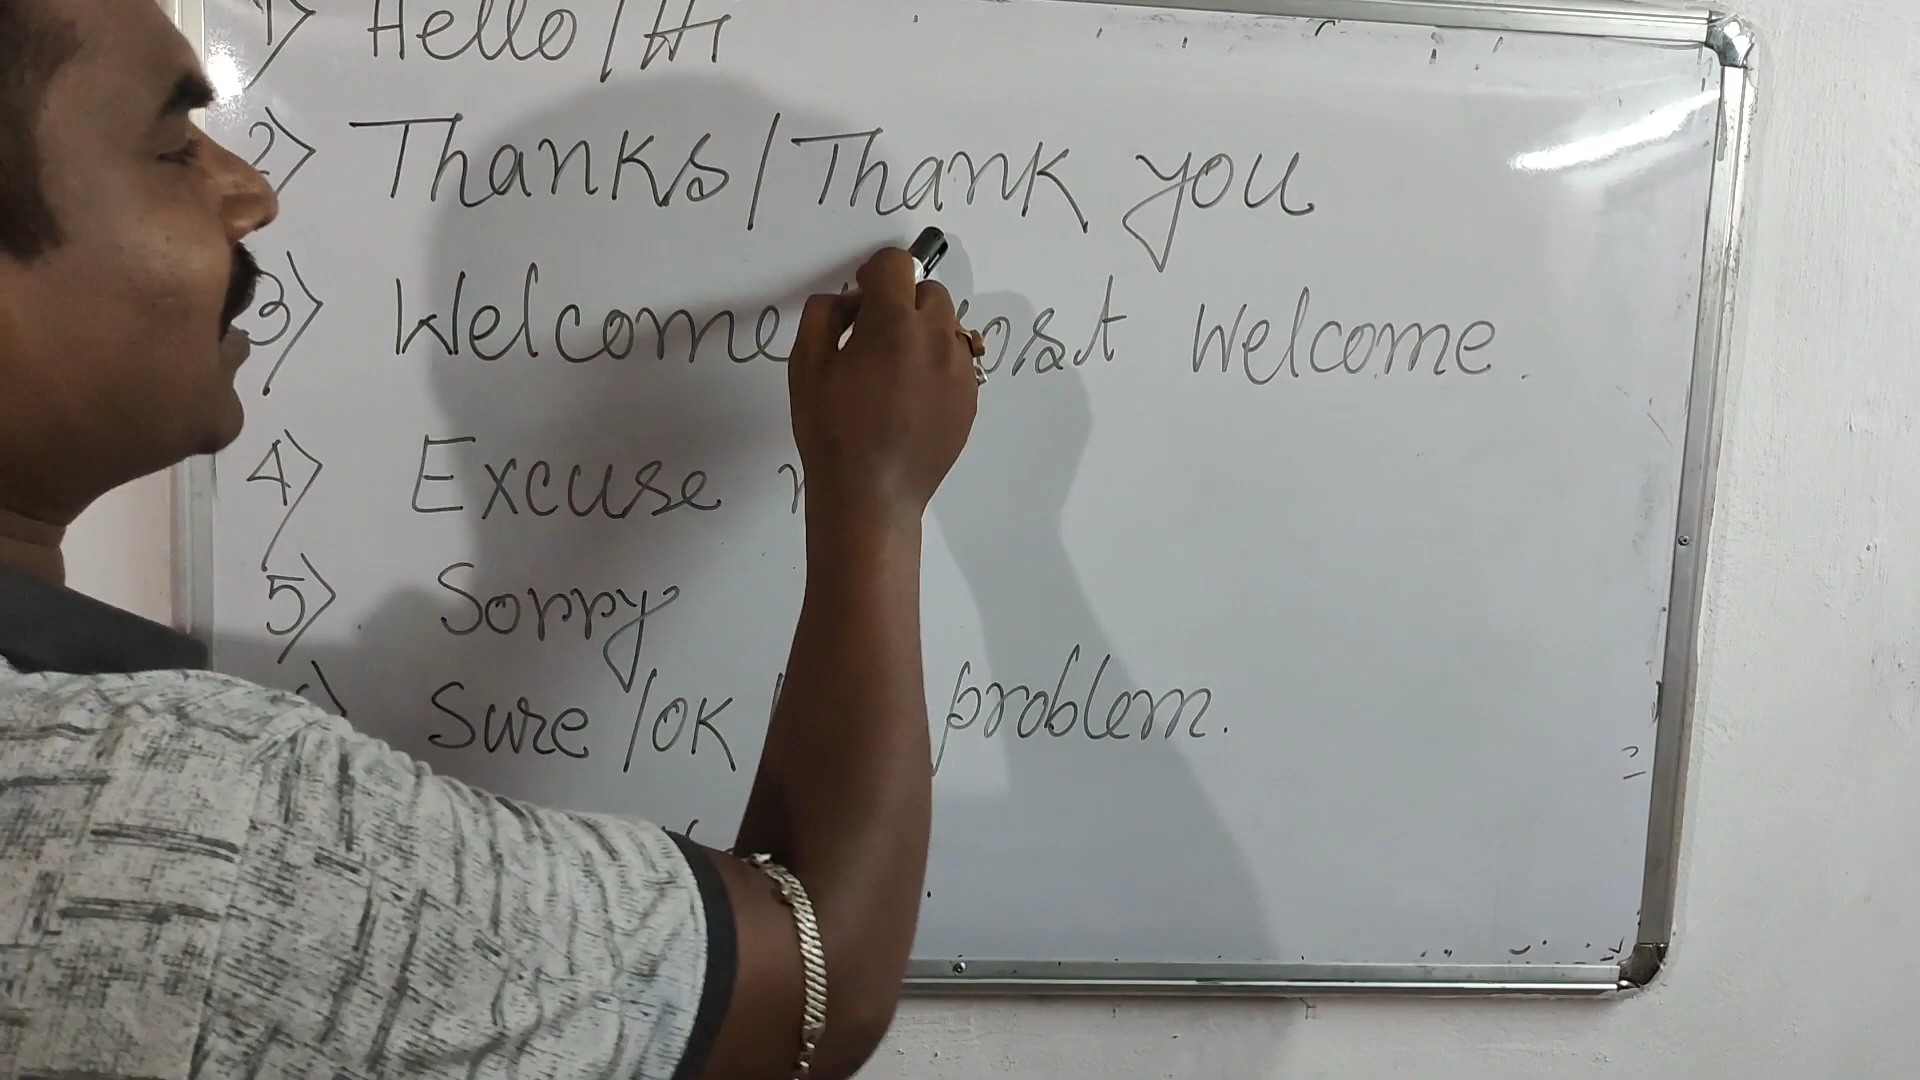 1) Hello / Hi
2) Thanks / Thank you
3) Welcome Most Welcome.
4) Excuse
5) Sorry
Sure / OK / problem.